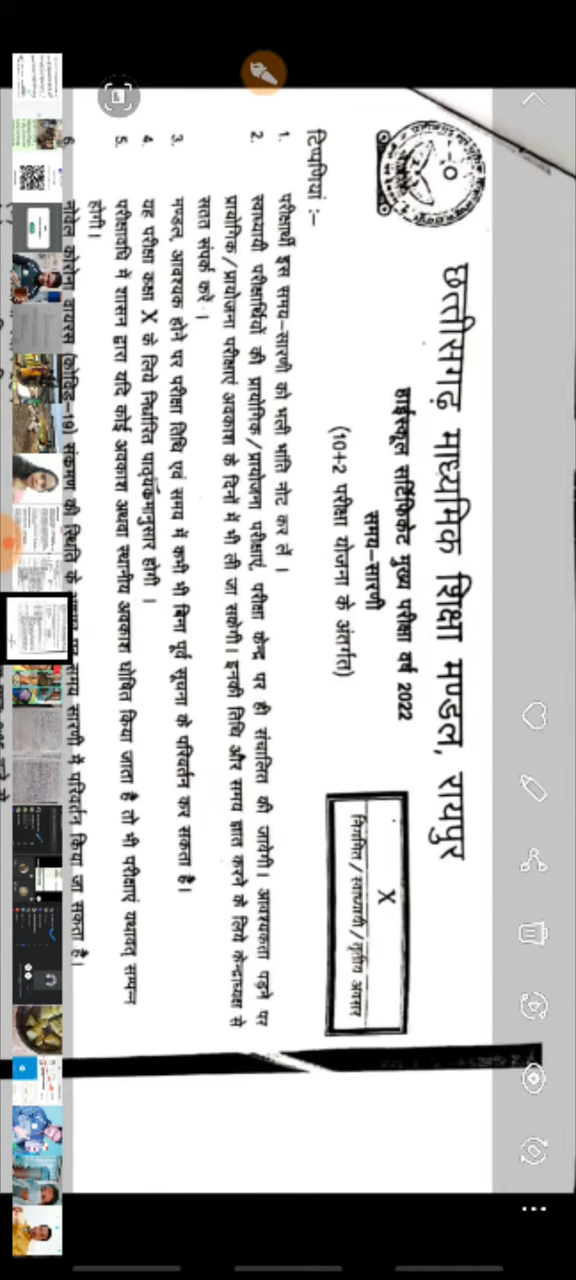 छत्तीसगढ़ माध्यमिक शिक्षा मण्डल, रायपुर
हाईस्कूल सर्टिफिकेट मुख्य परीक्षा वर्ष 2022
समय–सारणी
(10+2 परीक्षा योजना के अंतर्गत)
X
नियमित/स्वाध्यायी/तृतीय अवसर
टिप्पणियां :–
1. परीक्षार्थी इस समय–सारणी को भली भांति नोट कर लें।
2. स्वाध्यायी परीक्षार्थियों की प्रायोगिक/प्रायोजना परीक्षाएं, परीक्षा केन्द्र पर ही संचालित की जावेगी। आवश्यकता पड़ने पर
प्रायोगिक/प्रायोजना परीक्षाएं अवकाश के दिनों में भी ली जा सकेगी। इनकी तिथि और समय ज्ञात करने के लिये केन्द्राध्यक्ष से
सतत संपर्क करें।
3. मण्डल, आवश्यक होने पर परीक्षा तिथि एवं समय में कभी भी बिना पूर्व सूचना के परिवर्तन कर सकता है।
4. यह परीक्षा कक्षा X के लिये निर्धारित पाठ्यक्रमानुसार होगी।
5. परीक्षावधि में शासन द्वारा यदि कोई अवकाश अथवा स्थानीय अवकाश घोषित किया जाता है तो भी परीक्षाएं यथावत् सम्पन्न
होंगी।
6 नोवेल कोरोना वायरस (कोविड 19) संक्रमण की स्थिति के समय सारणी में परिवर्तन किया जा सकता है।